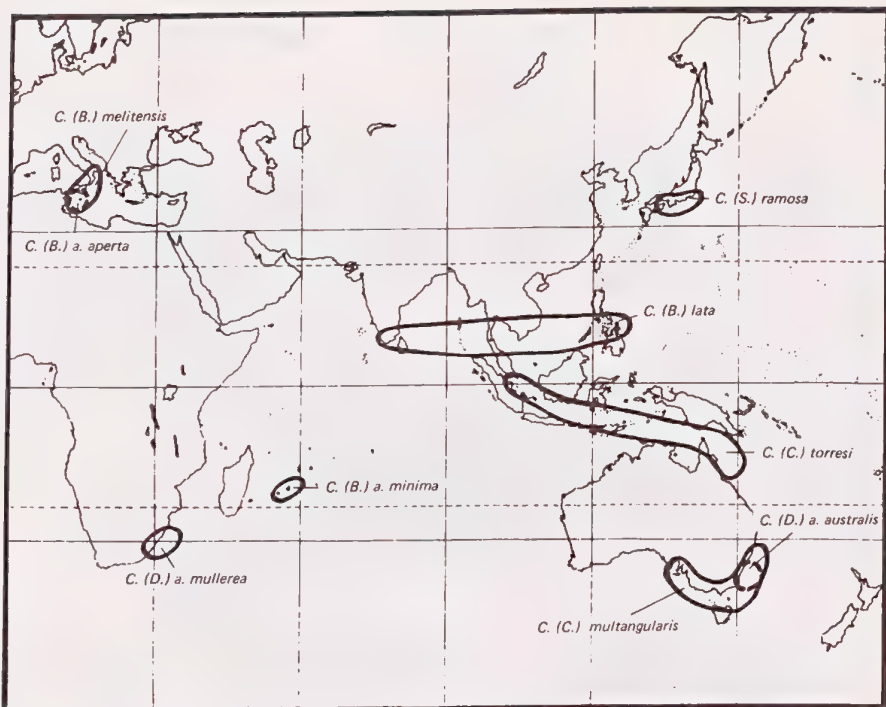 C. (B.) melitensis
C. (S.) ramosa
C. (B.) a. aperta
C. (B.) lata
C. (C.) torresi
C. (B.) a. minima
C. (D.) a. australis
C. (D.) a. mullerea
C. (C.) multangularis